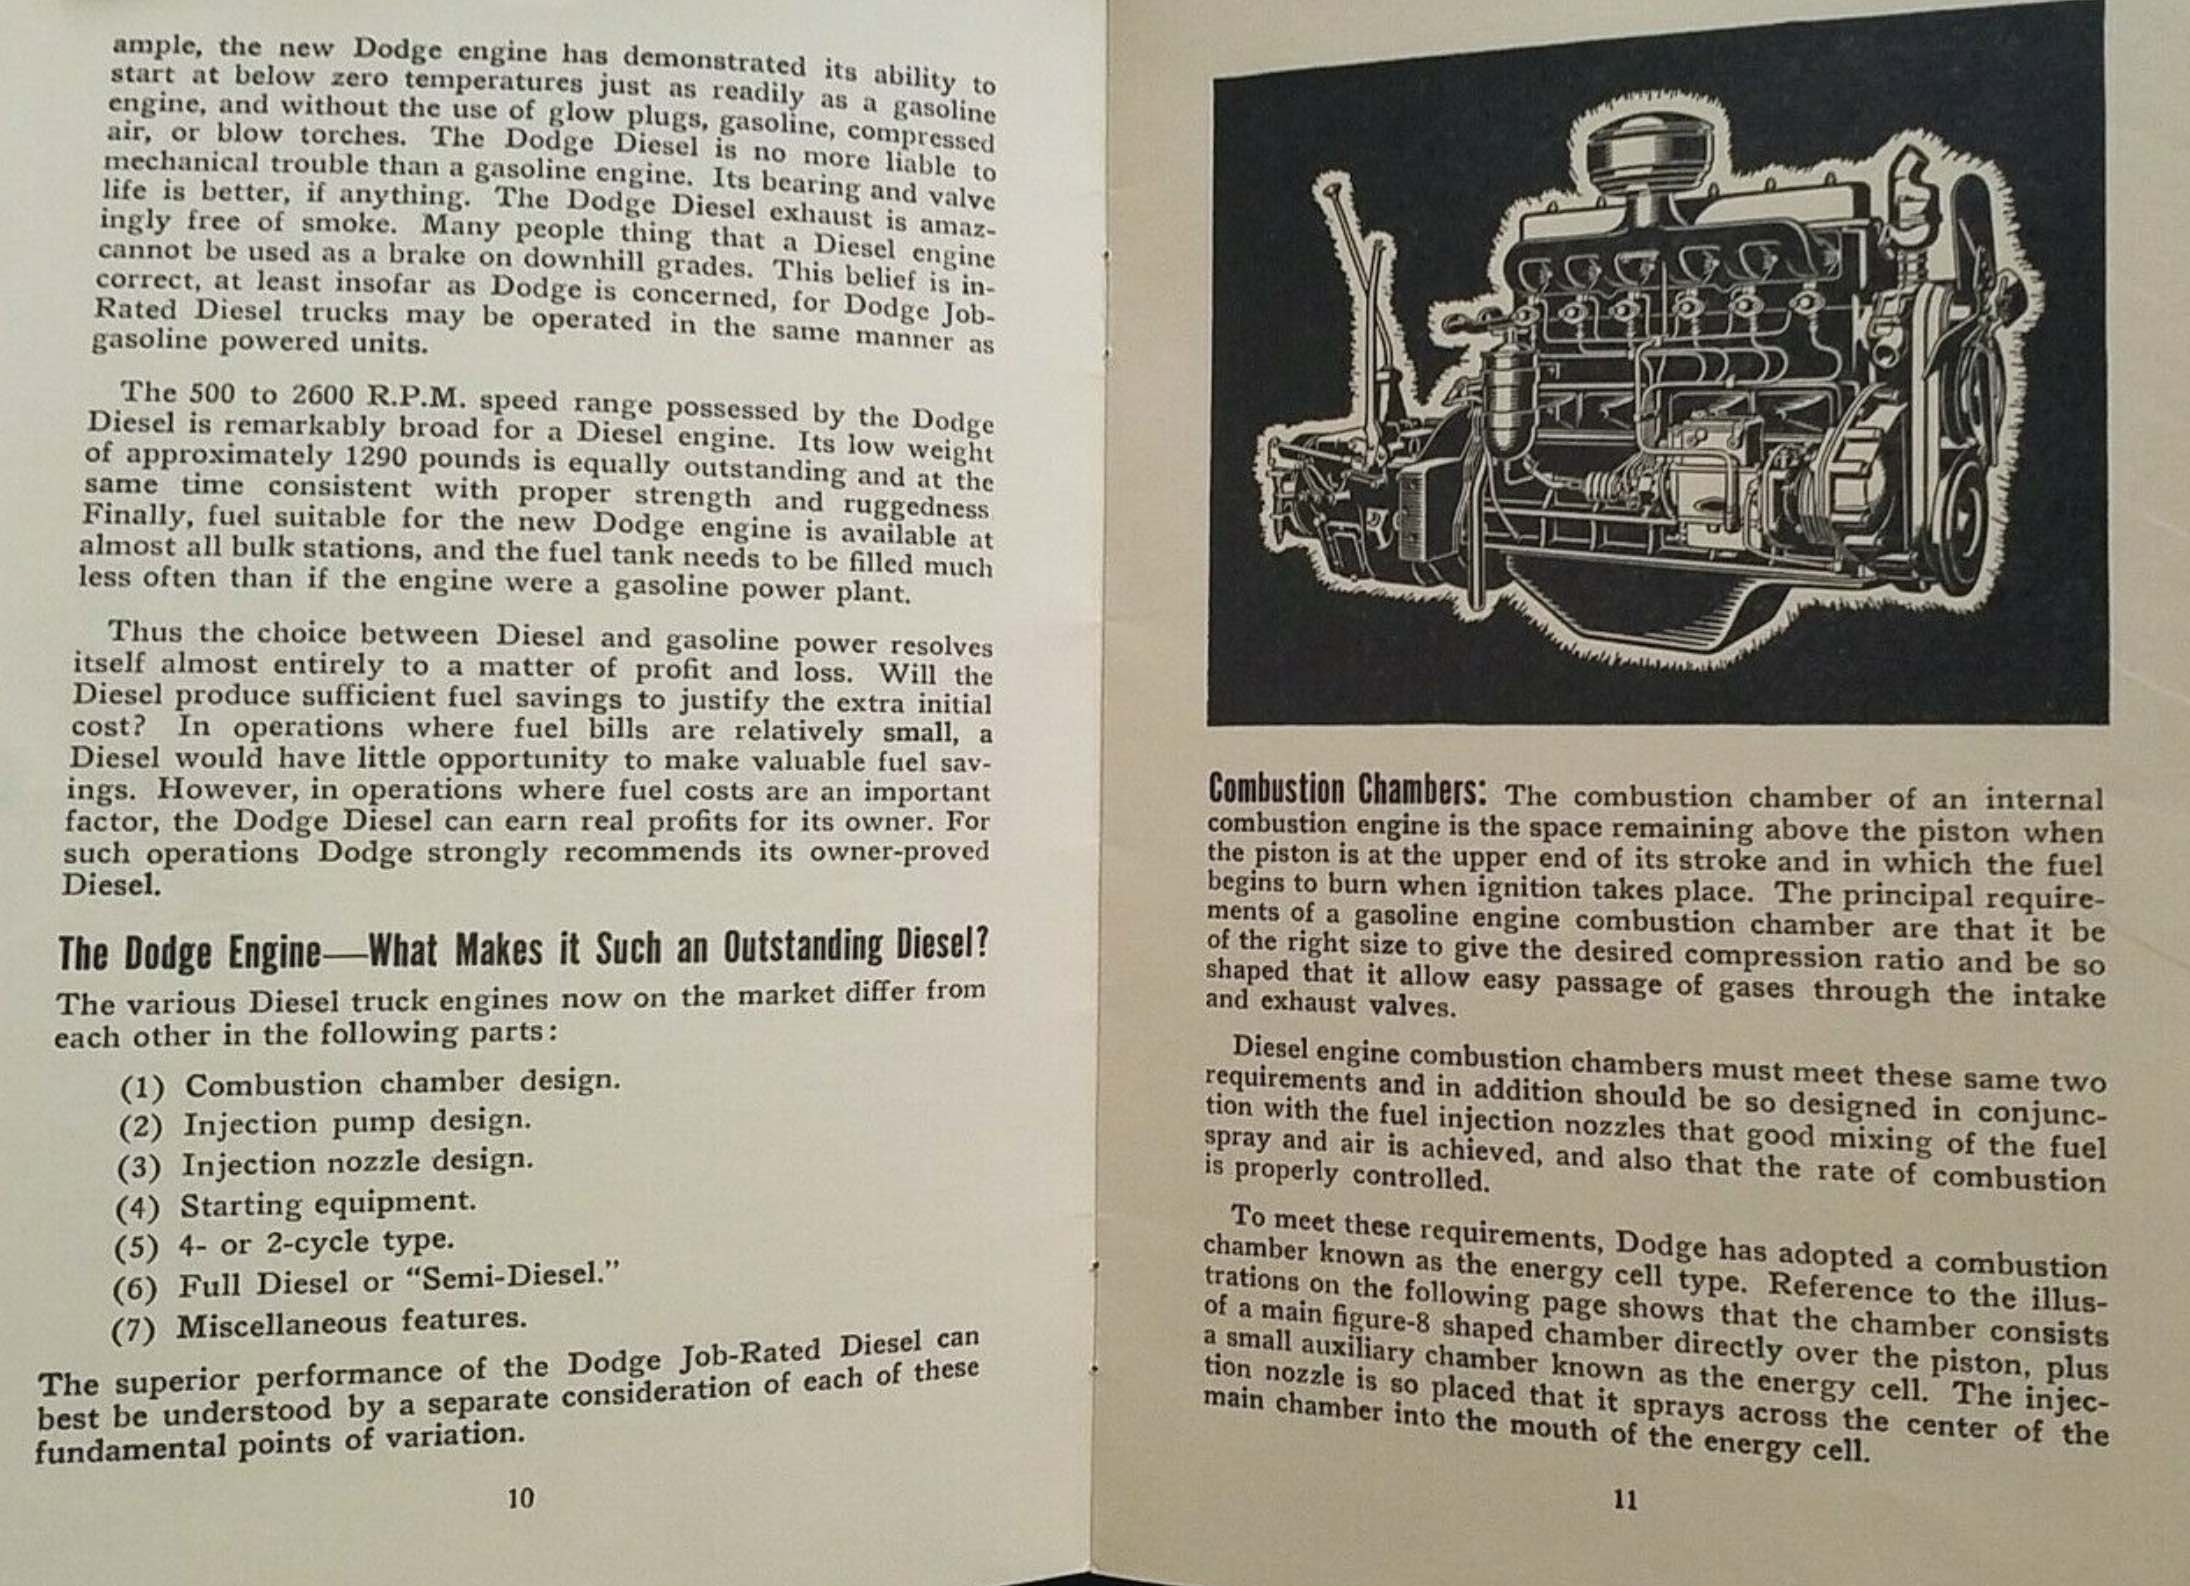 ample, the new Dodge engine has demonstrated its ability to
start at below zero temperatures just as readily as a gasoline
engine, and without the use of glow plugs, gasoline, compressed
air, or blow torches. The Dodge Diesel is no more liable to
mechanical trouble than a gasoline engine. Its bearing and valve
life is better, if anything. The Dodge Diesel exhaust is amaz-
ingly free of smoke. Many people thing that a Diesel engine
cannot be used as a brake on downhill grades. This belief is in-
correct, at least insofar as Dodge is concerned, for Dodge Job-
Rated Diesel trucks may be operated in the same manner as
gasoline powered units.
The 500 to 2600 R.P.M. speed range possessed by the Dodge
Diesel is remarkably broad for a Diesel engine. Its low weight
of approximately 1290 pounds is equally outstanding and at the
same time consistent with proper strength and ruggedness
Finally, fuel suitable for the new Dodge engine is available at
almost all bulk stations, and the fuel tank needs to be filled much
less often than if the engine were a gasoline power plant.
Thus the choice between Diesel and gasoline power resolves
itself almost entirely to a matter of profit and loss. Will the
Diesel produce sufficient fuel savings to justify the extra initial
cost? In operations where fuel bills are relatively small, a
Diesel would have little opportunity to make valuable fuel sav-
ings. However, in operations where fuel costs are an important
factor, the Dodge Diesel can earn real profits for its owner. For
such operations Dodge strongly recommends its owner-proved
Diesel.
The Dodge Engine—What Makes it Such an Outstanding Diesel?
The various Diesel truck engines now on the market differ from
each other in the following parts:
(1) Combustion chamber design.
(2) Injection pump design.
(3) Injection nozzle design.
(4) Starting equipment.
(5) 4- or 2-cycle type.
(6) Full Diesel or “Semi-Diesel.”
(7) Miscellaneous features.
The superior performance of the Dodge Job-Rated Diesel can
best be understood by a separate consideration of each of these
fundamental points of variation.
10
Combustion Chambers: The combustion chamber of an internal
combustion engine is the space remaining above the piston when
the piston is at the upper end of its stroke and in which the fuel
begins to burn when ignition takes place. The principal require-
ments of a gasoline engine combustion chamber are that it be
of the right size to give the desired compression ratio and be so
shaped that it allow easy passage of gases through the intake
and exhaust valves.
Diesel engine combustion chambers must meet these same two
requirements and in addition should be so designed in conjunc-
tion with the fuel injection nozzles that good mixing of the fuel
spray and air is achieved, and also that the rate of combustion
is properly controlled.
To meet these requirements, Dodge has adopted a combustion
chamber known as the energy cell type. Reference to the illus-
trations on the following page shows that the chamber consists
of a main figure-8 shaped chamber directly over the piston, plus
a small auxiliary chamber known as the energy cell. The injec-
tion nozzle is so placed that it sprays across the center of the
main chamber into the mouth of the energy cell.
11